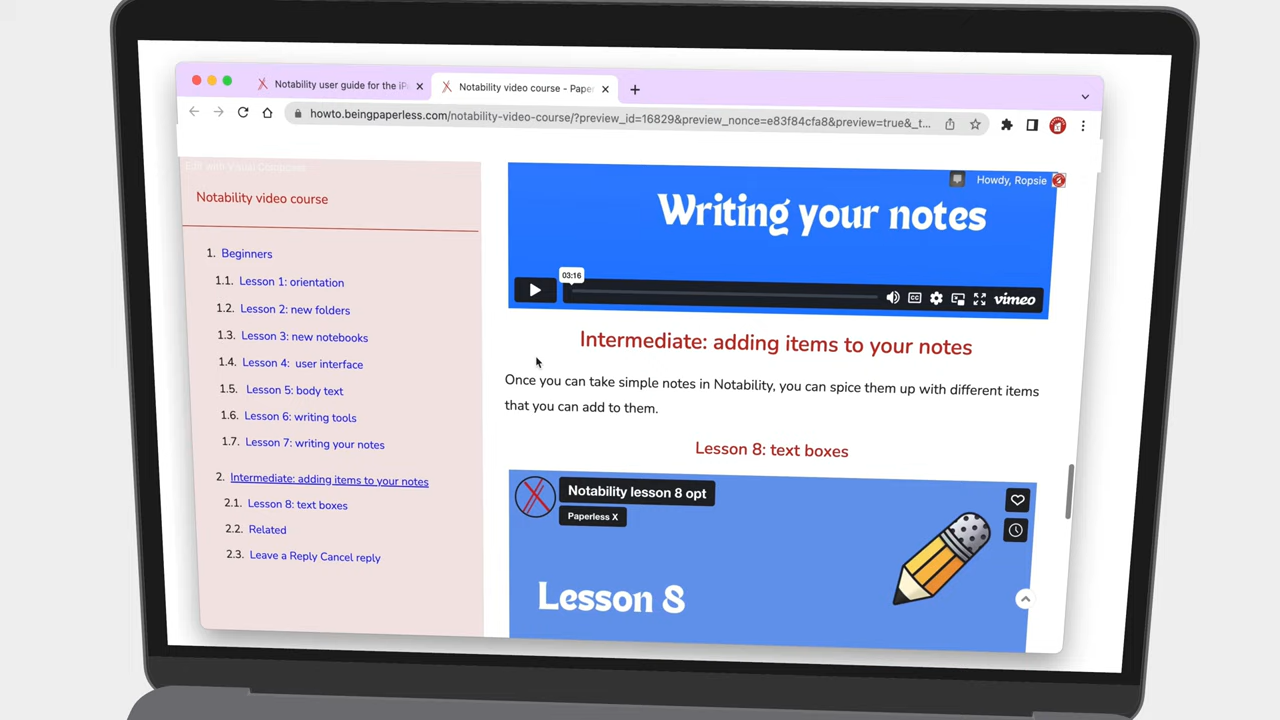 Notability user guide for the iP
Notability video course - Pape
howto.beingpaperless.com/notability-video-course/?preview_id=16829&preview_nonce=e83f84cfa8&preview=true&_t...
Edit with Visual Composer
Howdy, Ropsie
Notability video course
1. Beginners
1.1. Lesson 1: orientation
1.2. Lesson 2: new folders
1.3. Lesson 3: new notebooks
1.4. Lesson 4: user interface
1.5. Lesson 5: body text
1.6. Lesson 6: writing tools
1.7. Lesson 7: writing your notes
2. Intermediate: adding items to your notes
2.1. Lesson 8: text boxes
2.2. Related
2.3. Leave a Reply Cancel reply
Writing your notes
03:16
CC
vimeo
Intermediate: adding items to your notes
Once you can take simple notes in Notability, you can spice them up with different items
that you can add to them.
Lesson 8: text boxes
Notability lesson 8 opt
Paperless X
Lesson 8